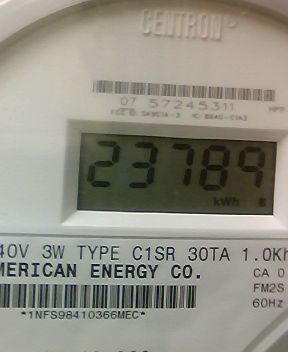 CENTRON
07 57245311
23789
kWh
40V 3W TYPE C1SR 30TA 1.0Kh
MERICAN ENERGY CO.
CA 0
FM2S
60Hz
*1NFS98410366MEC*